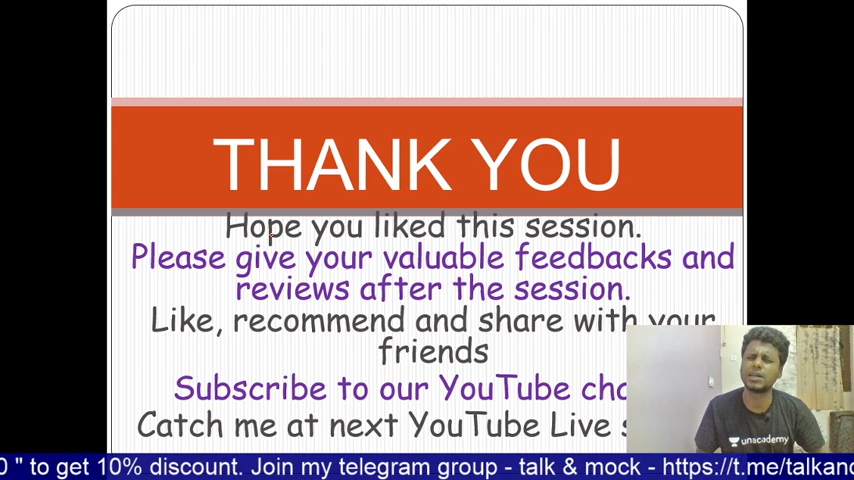 THANK YOU
Hope you liked this session.
Please give your valuable feedbacks and
reviews after the session.
Like, recommend and share with your
friends
Subscribe to our YouTube
Catch me at next YouTube Live
unacademy
0 " to get 10% discount. Join my telegram group - talk & mock - https://t.me/talkand